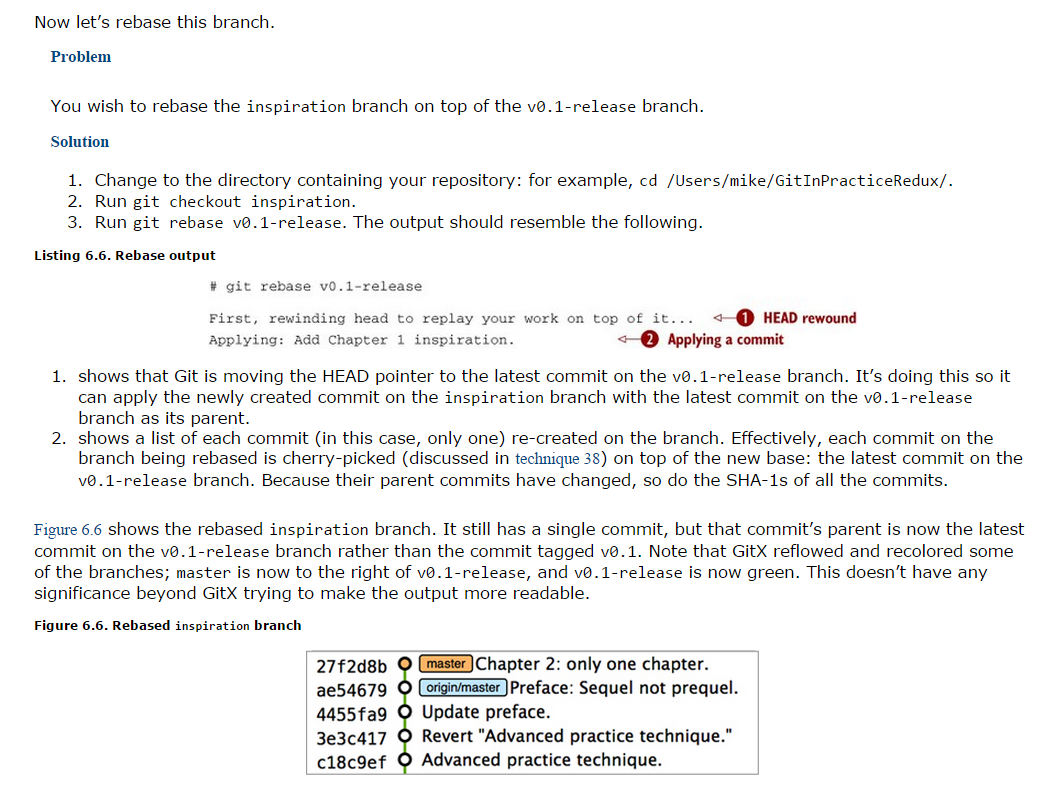 Now let’s rebase this branch.
Problem
You wish to rebase the inspiration branch on top of the v0.1-release branch.
Solution
1. Change to the directory containing your repository: for example, cd /Users/mike/GitInPracticeRedux/.
2. Run git checkout inspiration.
3. Run git rebase v0.1-release. The output should resemble the following.
Listing 6.6. Rebase output
# git rebase v0.1-release
First, rewinding head to replay your work on top of it... 1 HEAD rewound
Applying: Add Chapter 1 inspiration. 2 Applying a commit
1. shows that Git is moving the HEAD pointer to the latest commit on the v0.1-release branch. It’s doing this so it
can apply the newly created commit on the inspiration branch with the latest commit on the v0.1-release
branch as its parent.
2. shows a list of each commit (in this case, only one) re-created on the branch. Effectively, each commit on the
branch being rebased is cherry-picked (discussed in technique 38) on top of the new base: the latest commit on the
v0.1-release branch. Because their parent commits have changed, so do the SHA-1s of all the commits.
Figure 6.6 shows the rebased inspiration branch. It still has a single commit, but that commit’s parent is now the latest
commit on the v0.1-release branch rather than the commit tagged v0.1. Note that GitX reflowed and recolored some
of the branches; master is now to the right of v0.1-release, and v0.1-release is now green. This doesn’t have any
significance beyond GitX trying to make the output more readable.
Figure 6.6. Rebased inspiration branch
27f2d8b master Chapter 2: only one chapter.
ae54679 origin/master Preface: Sequel not prequel.
4455fa9 Update preface.
3e3c417 Revert "Advanced practice technique."
c18c9ef Advanced practice technique.